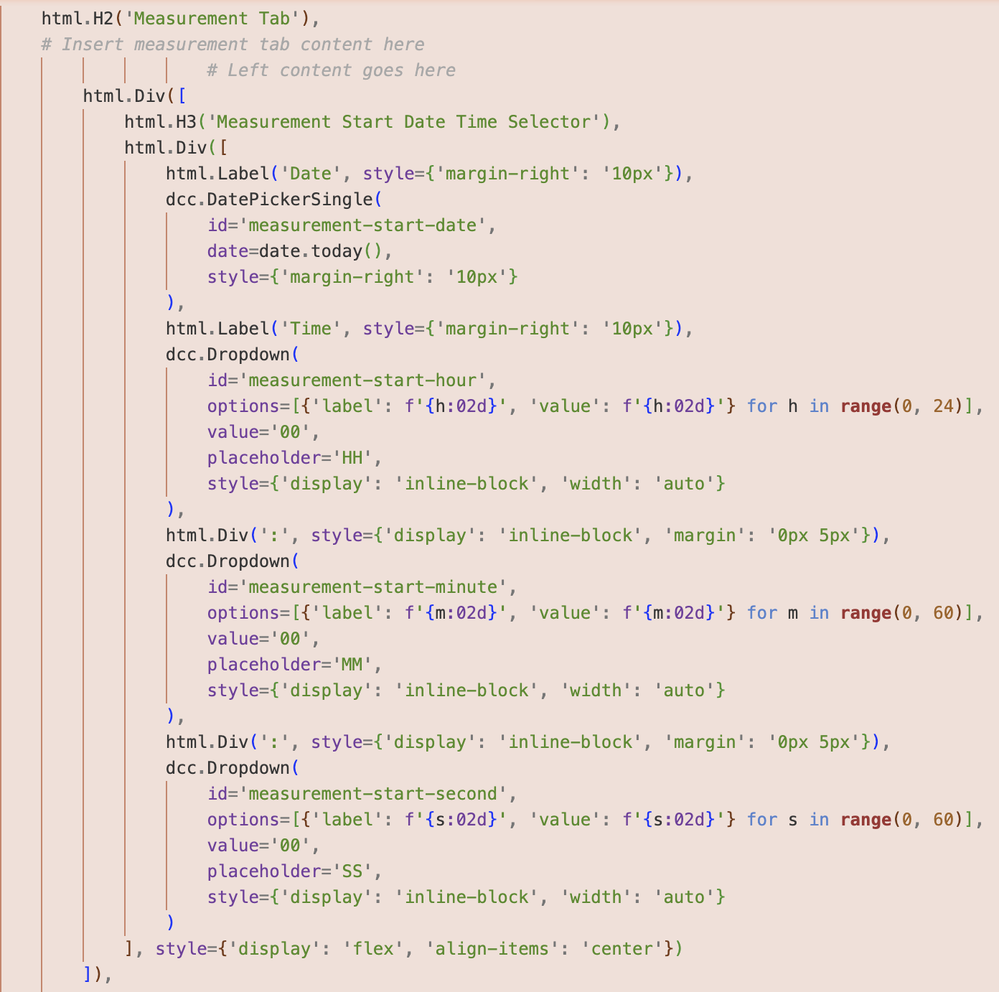 html.H2('Measurement Tab'),
# Insert measurement tab content here
# Left content goes here
html.Div([
html.H3('Measurement Start Date Time Selector'),
html.Div([
html.Label('Date', style={'margin-right': '10px'}),
dcc.DatePickerSingle(
id='measurement-start-date',
date=date.today(),
style={'margin-right': '10px'}
),
html.Label('Time', style={'margin-right': '10px'}),
dcc.Dropdown(
id='measurement-start-hour',
options=[{'label': f'{h:02d}', 'value': f'{h:02d}'} for h in range(0, 24)],
value='00',
placeholder='HH',
style={'display': 'inline-block', 'width': 'auto'}
),
html.Div(':', style={'display': 'inline-block', 'margin': '0px 5px'}),
dcc.Dropdown(
id='measurement-start-minute',
options=[{'label': f'{m:02d}', 'value': f'{m:02d}'} for m in range(0, 60)],
value='00',
placeholder='MM',
style={'display': 'inline-block', 'width': 'auto'}
),
html.Div(':', style={'display': 'inline-block', 'margin': '0px 5px'}),
dcc.Dropdown(
id='measurement-start-second',
options=[{'label': f'{s:02d}', 'value': f'{s:02d}'} for s in range(0, 60)],
value='00',
placeholder='SS',
style={'display': 'inline-block', 'width': 'auto'}
)
], style={'display': 'flex', 'align-items': 'center'})
]),